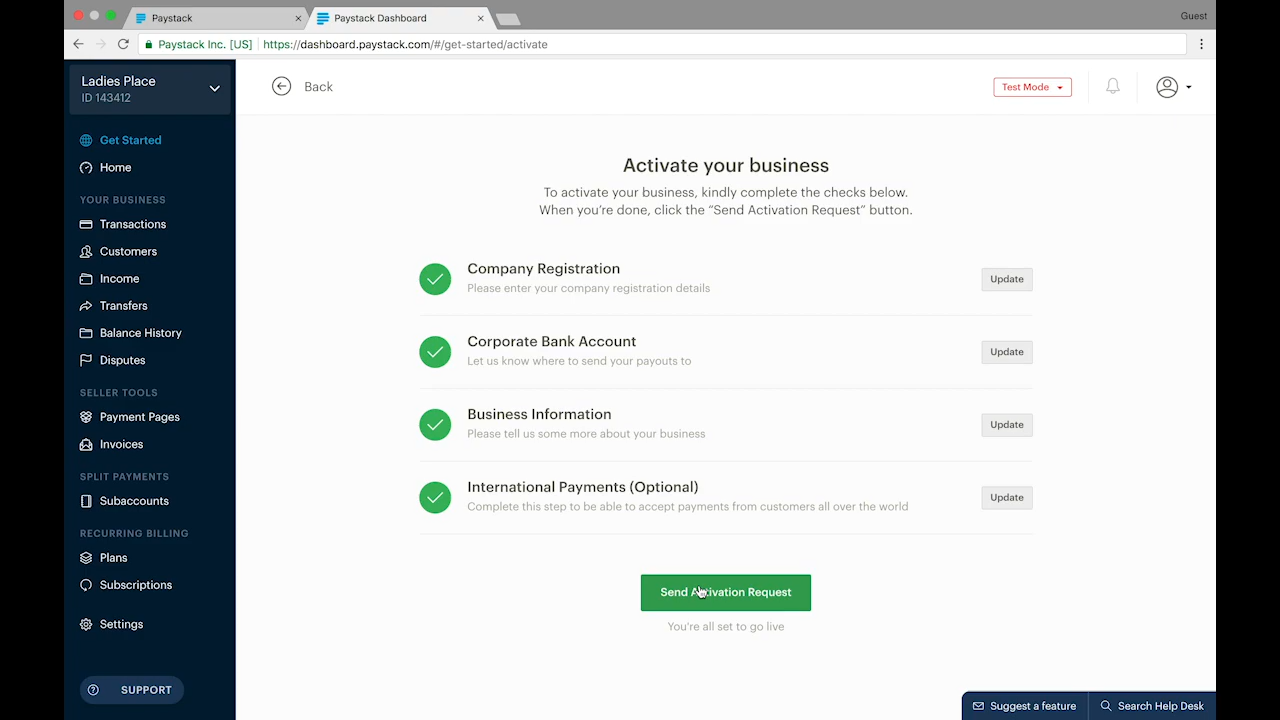 Paystack
Paystack Dashboard
Guest
Paystack Inc. [US]
https://dashboard.paystack.com/#/get-started/activate
Ladies Place
ID 143412
Back
Test Mode
Get Started
Home
YOUR BUSINESS
Transactions
Customers
Income
Transfers
Balance History
Disputes
SELLER TOOLS
Payment Pages
Invoices
SPLIT PAYMENTS
Subaccounts
RECURRING BILLING
Plans
Subscriptions
Settings
SUPPORT
Activate your business
To activate your business, kindly complete the checks below.
When you're done, click the “Send Activation Request” button.
Company Registration
Please enter your company registration details
Update
Corporate Bank Account
Let us know where to send your payouts to
Update
Business Information
Please tell us some more about your business
Update
International Payments (Optional)
Complete this step to be able to accept payments from customers all over the world
Update
Send Activation Request
You're all set to go live
Suggest a feature
Search Help Desk